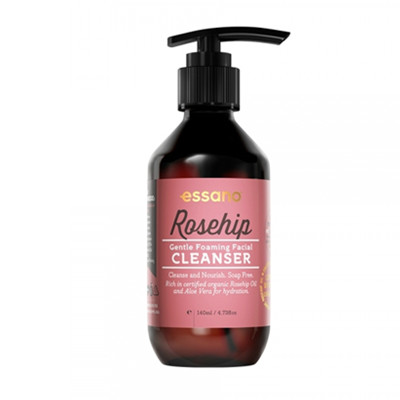 essano
Rosehip
Gentle Foaming Facial
CLEANSER
Cleanse and Nourish. Soap Free.
Rich in certified organic Rosehip Oil
and Aloe Vera for hydration.
140ml / 4.73fl oz